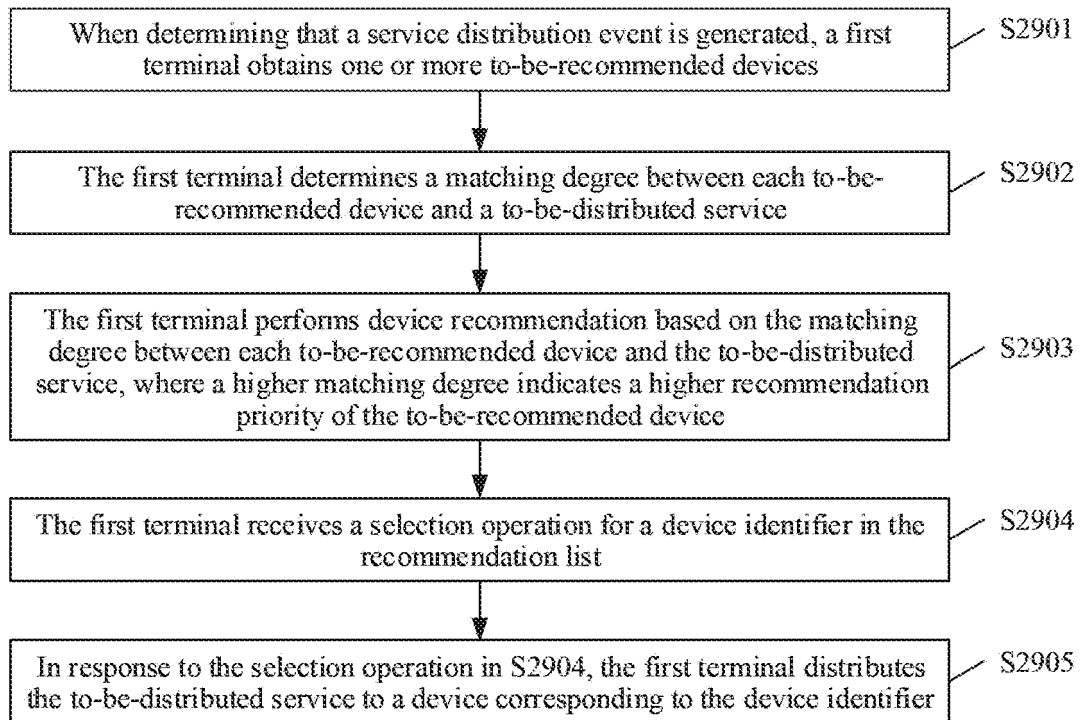 When determining that a service distribution event is generated, a first
terminal obtains one or more to-be-recommended devices
S2901
The first terminal determines a matching degree between each to-be-
recommended device and a to-be-distributed service
S2902
The first terminal performs device recommendation based on the matching
degree between each to-be-recommended device and the to-be-distributed
service, where a higher matching degree indicates a higher recommendation
priority of the to-be-recommended device
S2903
The first terminal receives a selection operation for a device identifier in the
recommendation list
S2904
In response to the selection operation in S2904, the first terminal distributes
the to-be-distributed service to a device corresponding to the device identifier
S2905